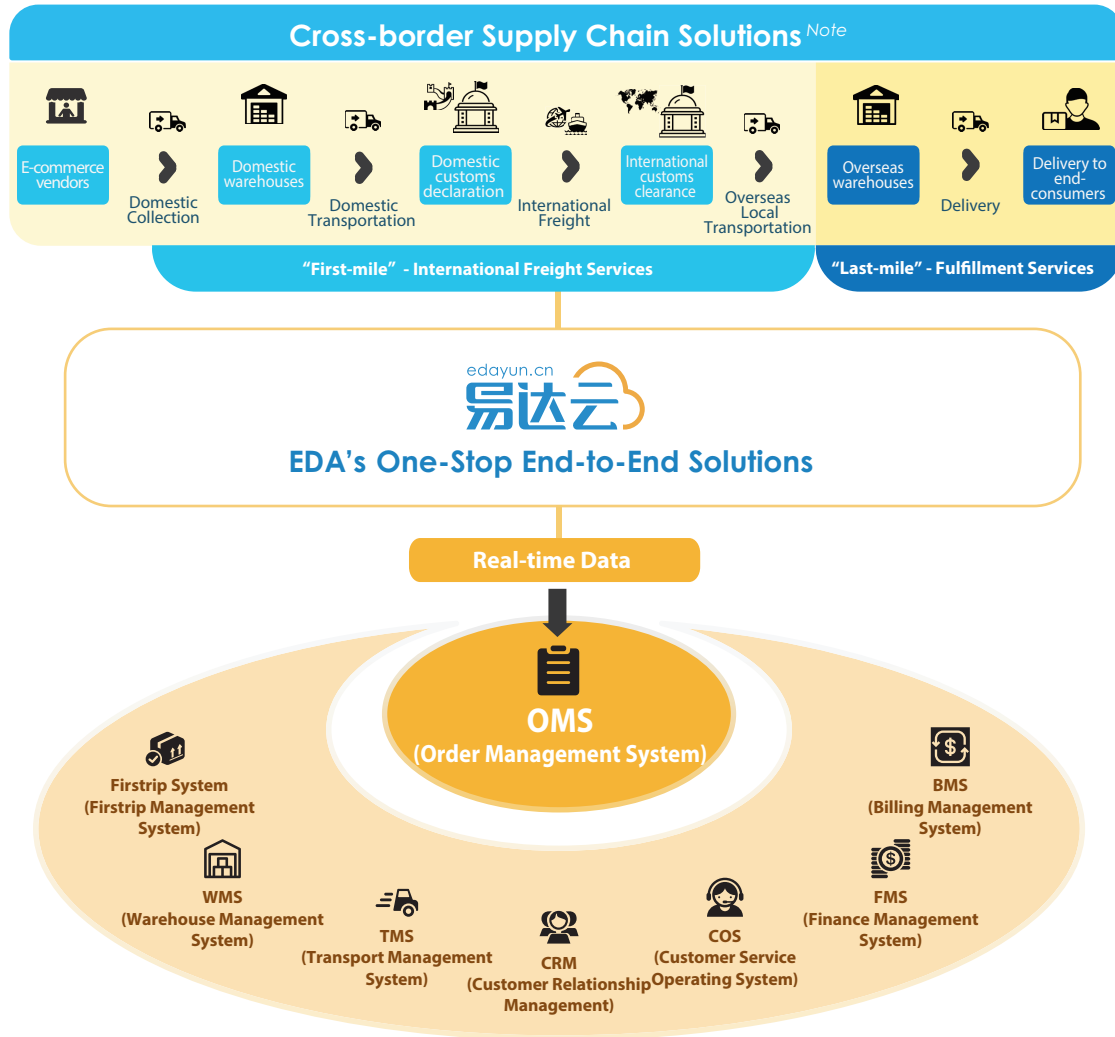 Cross-border Supply Chain Solutions Note
E-commerce
vendors
Domestic
Collection
Domestic
warehouses
Domestic
Transportation
Domestic
customs
declaration
International
Freight
International
customs
clearance
Overseas
Local
Transportation
Overseas
warehouses
Delivery
Delivery to
end-
consumers
“First-mile” - International Freight Services
“Last-mile” - Fulfillment Services
edayun.cn
易达云
EDA’s One-Stop End-to-End Solutions
Real-time Data
OMS
(Order Management System)
Firstrip System
(Firstrip Management
System)
WMS
(Warehouse Management
System)
TMS
(Transport Management
System)
CRM
(Customer Relationship
Management)
COS
(Customer Service
Operating System)
FMS
(Finance Management
System)
BMS
(Billing Management
System)